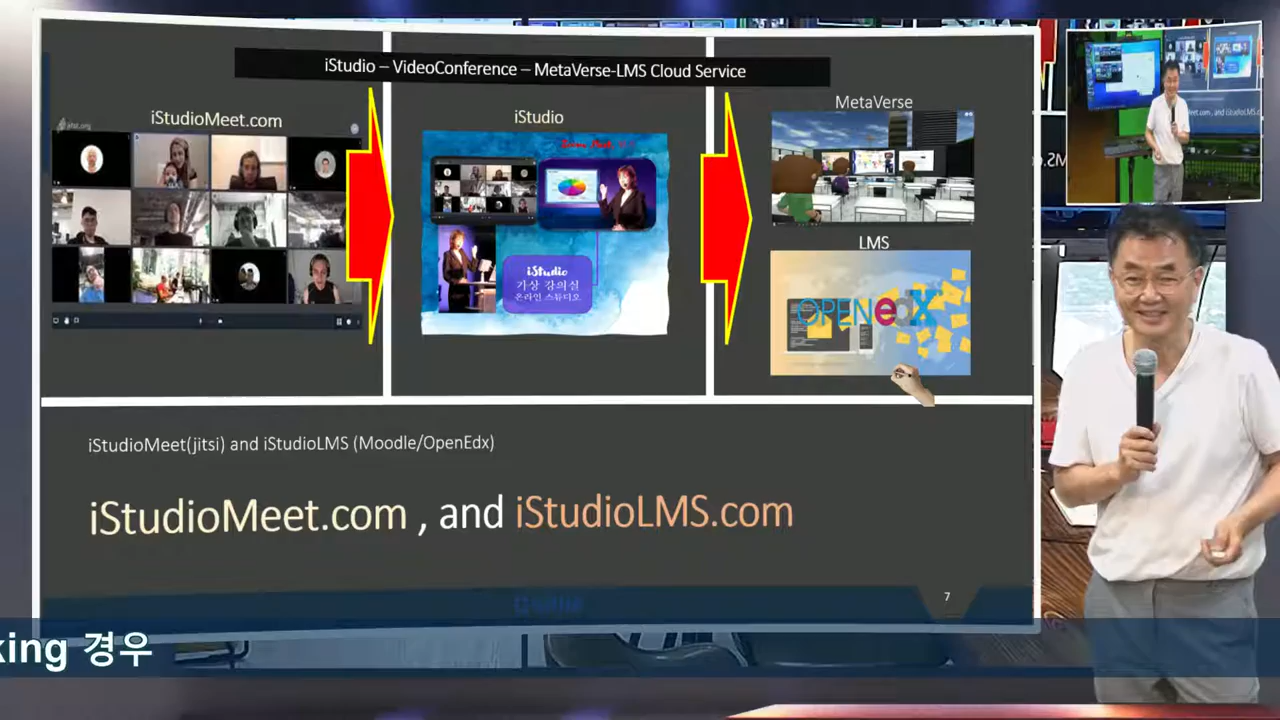 iStudio – VideoConference – MetaVerse-LMS Cloud Service
iStudioMeet.com
jitsi.org
iStudio
iStudio
가상 강의실
온라인 스튜디오
MetaVerse
LMS
OPENedX
iStudioMeet(jitsi) and iStudioLMS (Moodle/OpenEdx)
iStudioMeet.com , and iStudioLMS.com
7
king 경우